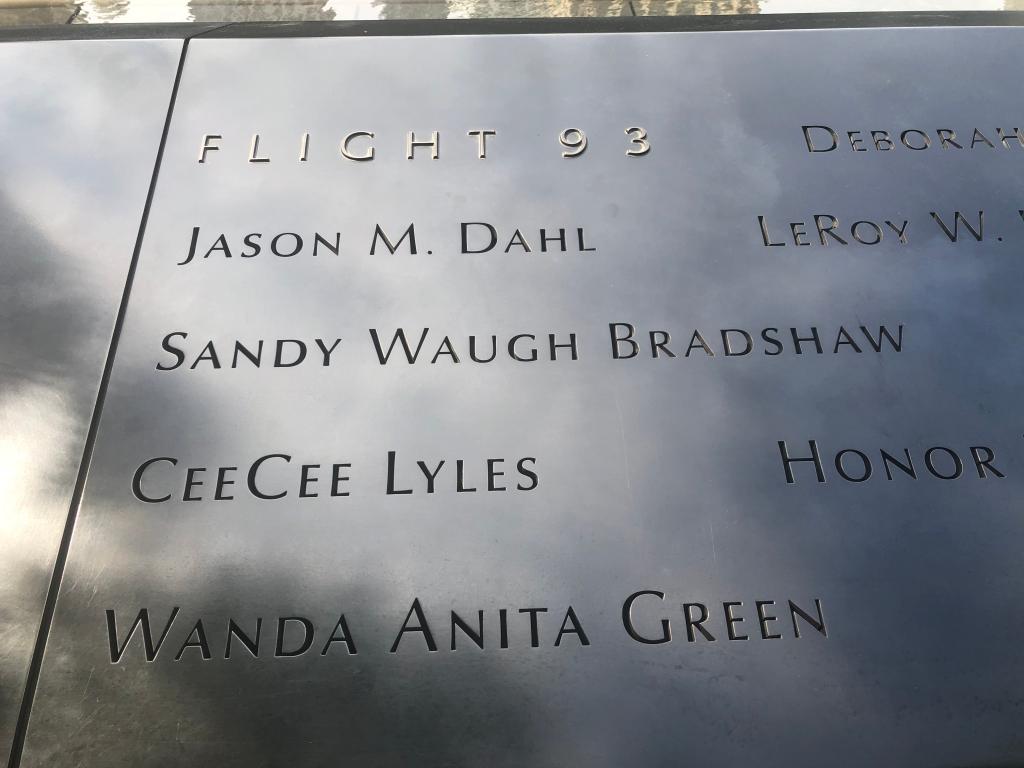 FLIGHT 93 DEBORAH
JASON M. DAHL LEROY W.
SANDY WAUGH BRADSHAW
CEECEE LYLES HONOR
WANDA ANITA GREEN